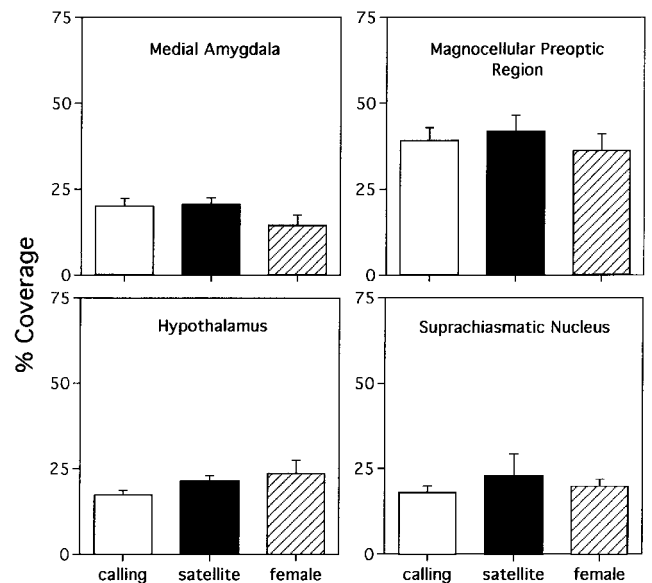 75
Medial Amygdala
50
25
0
75
Magnocellular Preoptic
Region
50
25
0
% Coverage
75
Hypothalamus
50
25
0
calling satellite female
75
Suprachiasmatic Nucleus
50
25
0
calling satellite female